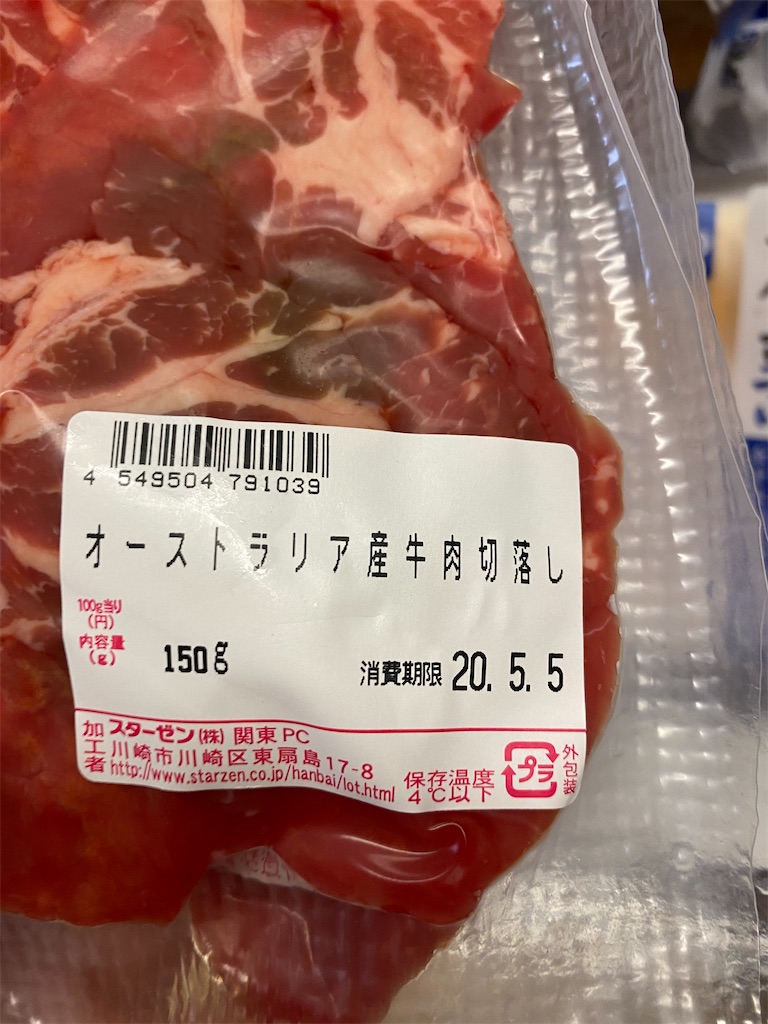 4 549504 791039
オーストラリア産牛肉切落し
100g当り
(円)
内容量
(g)
150g
消費期限 20. 5. 5
加工者
スターゼン(株) 関東PC
川崎市川崎区東扇島17-8
http://www.starzen.co.jp/hanbai/lot.html
保存温度
4℃以下
プラ
外包装